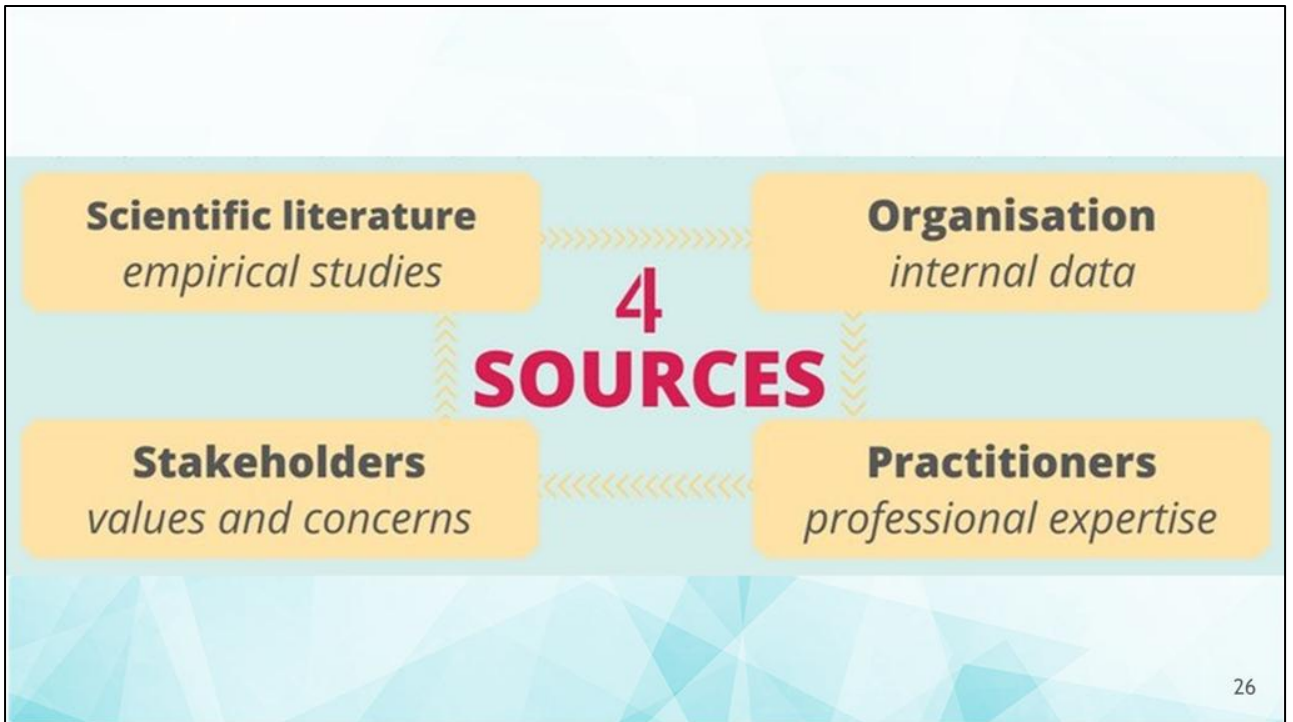 Scientific literature
empirical studies
Organisation
internal data
4
SOURCES
Stakeholders
values and concerns
Practitioners
professional expertise
26